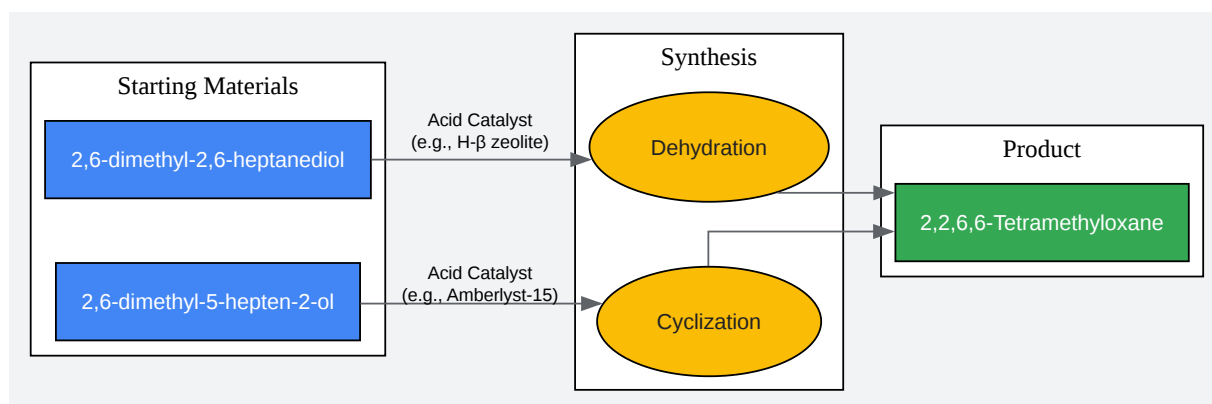 Starting Materials
2,6-dimethyl-2,6-heptanediol
2,6-dimethyl-5-hepten-2-ol
Acid Catalyst
(e.g., H-β zeolite)
Acid Catalyst
(e.g., Amberlyst-15)
Synthesis
Dehydration
Cyclization
Product
2,2,6,6-Tetramethyloxane